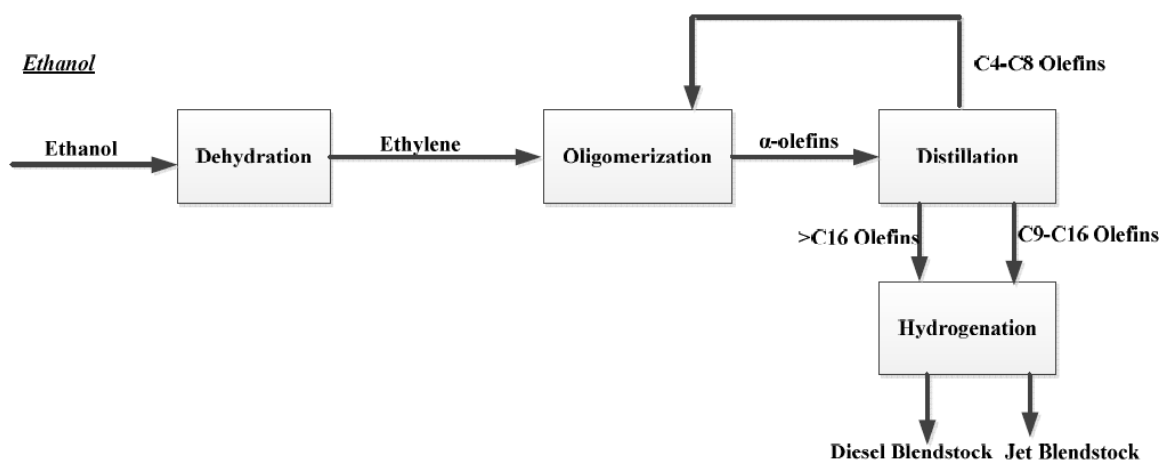 Ethanol
C4-C8 Olefins
Ethanol
Dehydration
Ethylene
Oligomerization
α-olefins
Distillation
>C16 Olefins
C9-C16 Olefins
Hydrogenation
Diesel Blendstock
Jet Blendstock